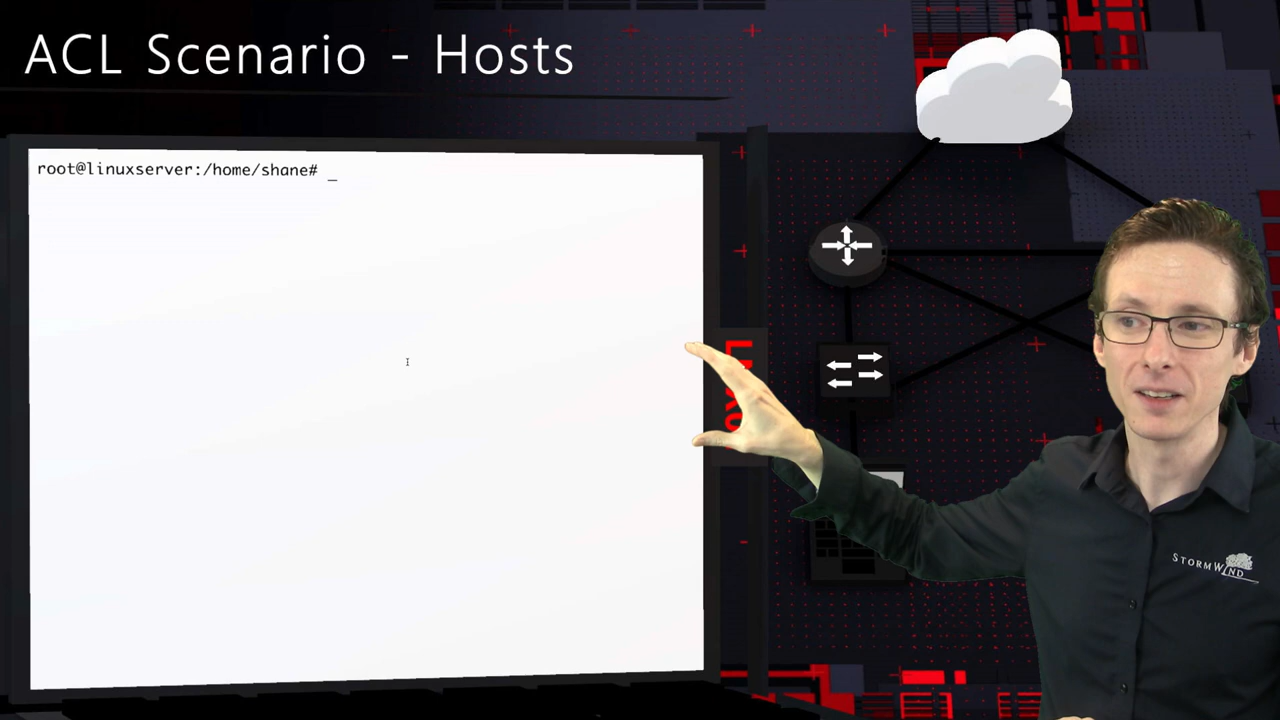 ACL Scenario - Hosts
root@linuxserver:/home/shane# _
STORMWIND